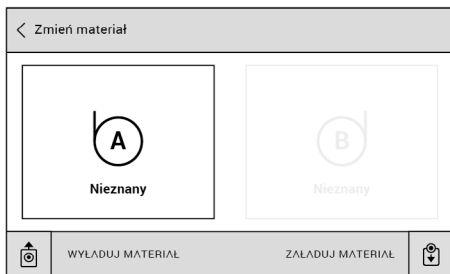 Zmień materiał
A
B
Nieznany
Nieznany
WYŁADUJ MATERIAŁ
ZAŁADUJ MATERIAŁ